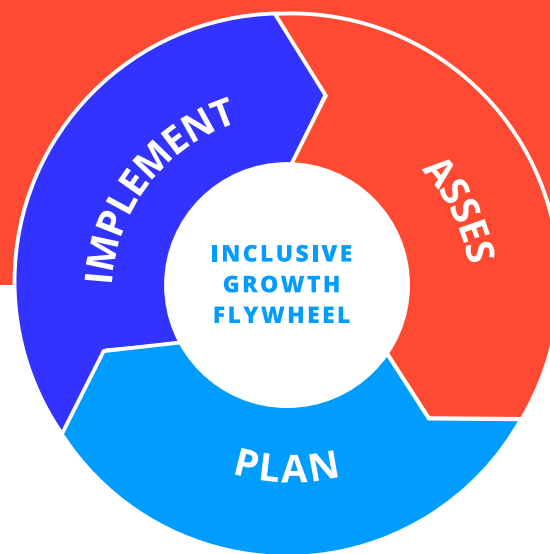 IMPLEMENT
ASSES
INCLUSIVE
GROWTH
FLYWHEEL
PLAN